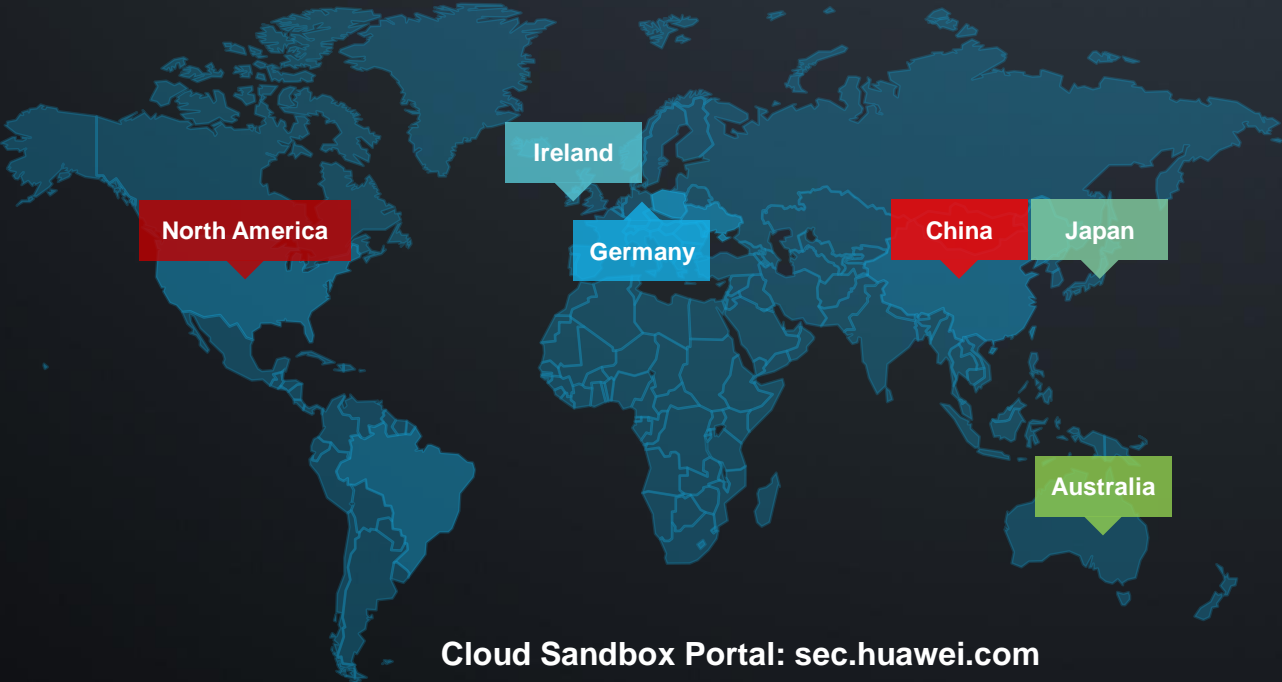 Ireland
North America
Germany
China
Japan
Australia
Cloud Sandbox Portal: sec.huawei.com